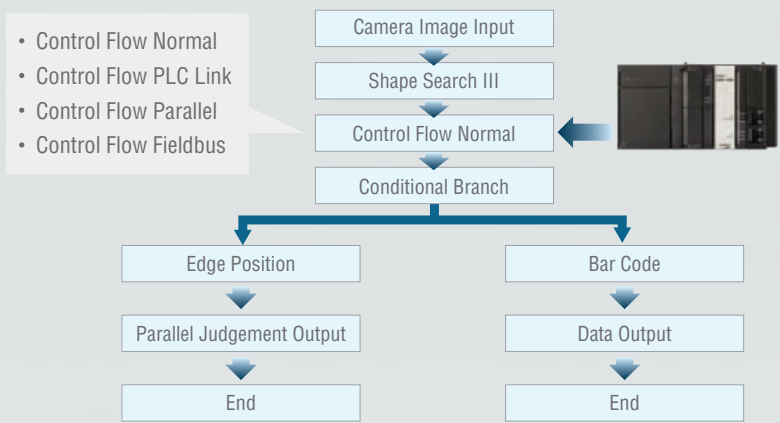 • Control Flow Normal
• Control Flow PLC Link
• Control Flow Parallel
• Control Flow Fieldbus
Camera Image Input
Shape Search III
Control Flow Normal
Conditional Branch
Edge Position
Parallel Judgement Output
End
Bar Code
Data Output
End